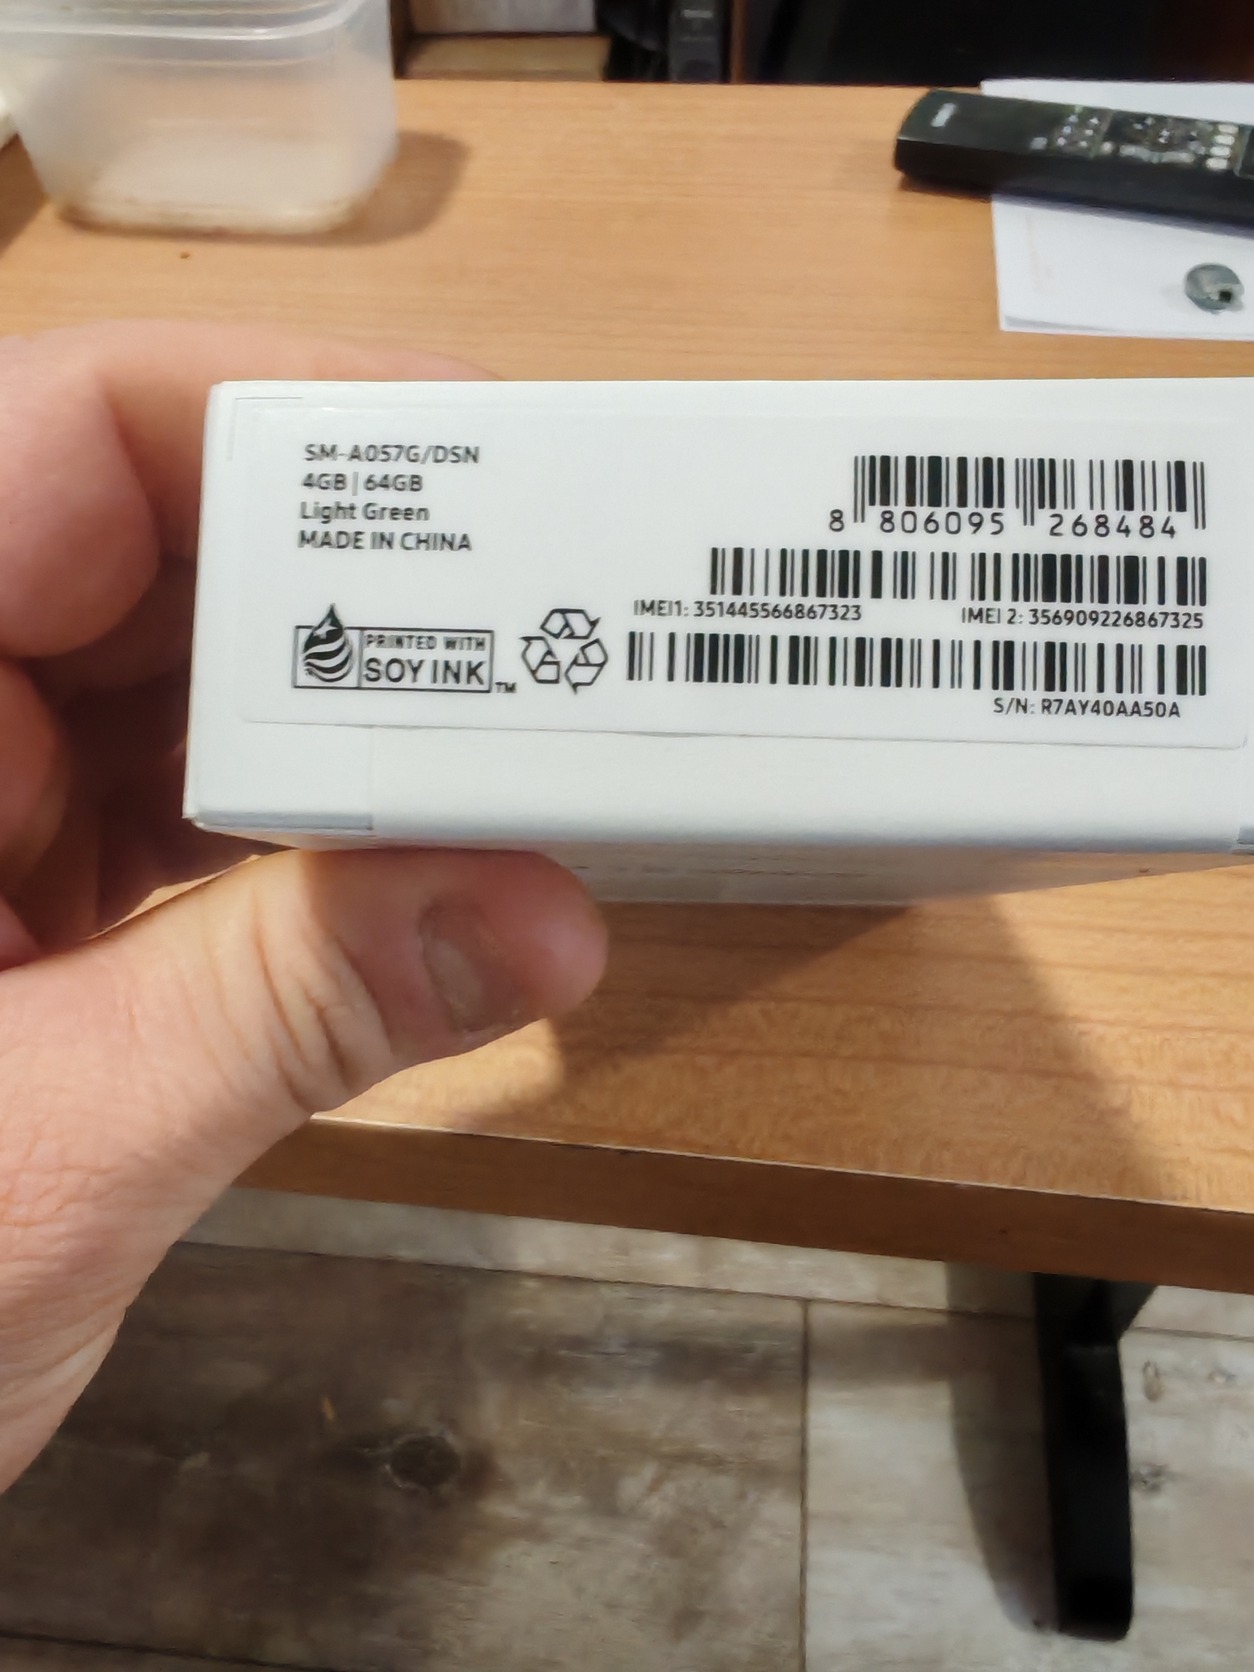 SM-A057G/DSN
4GB | 64GB
Light Green
MADE IN CHINA
8 806095 268484
IMEI1: 351445566867323 IMEI 2: 356909226867325
PRINTED WITH
SOY INK™
S/N: R7AY40AA50A